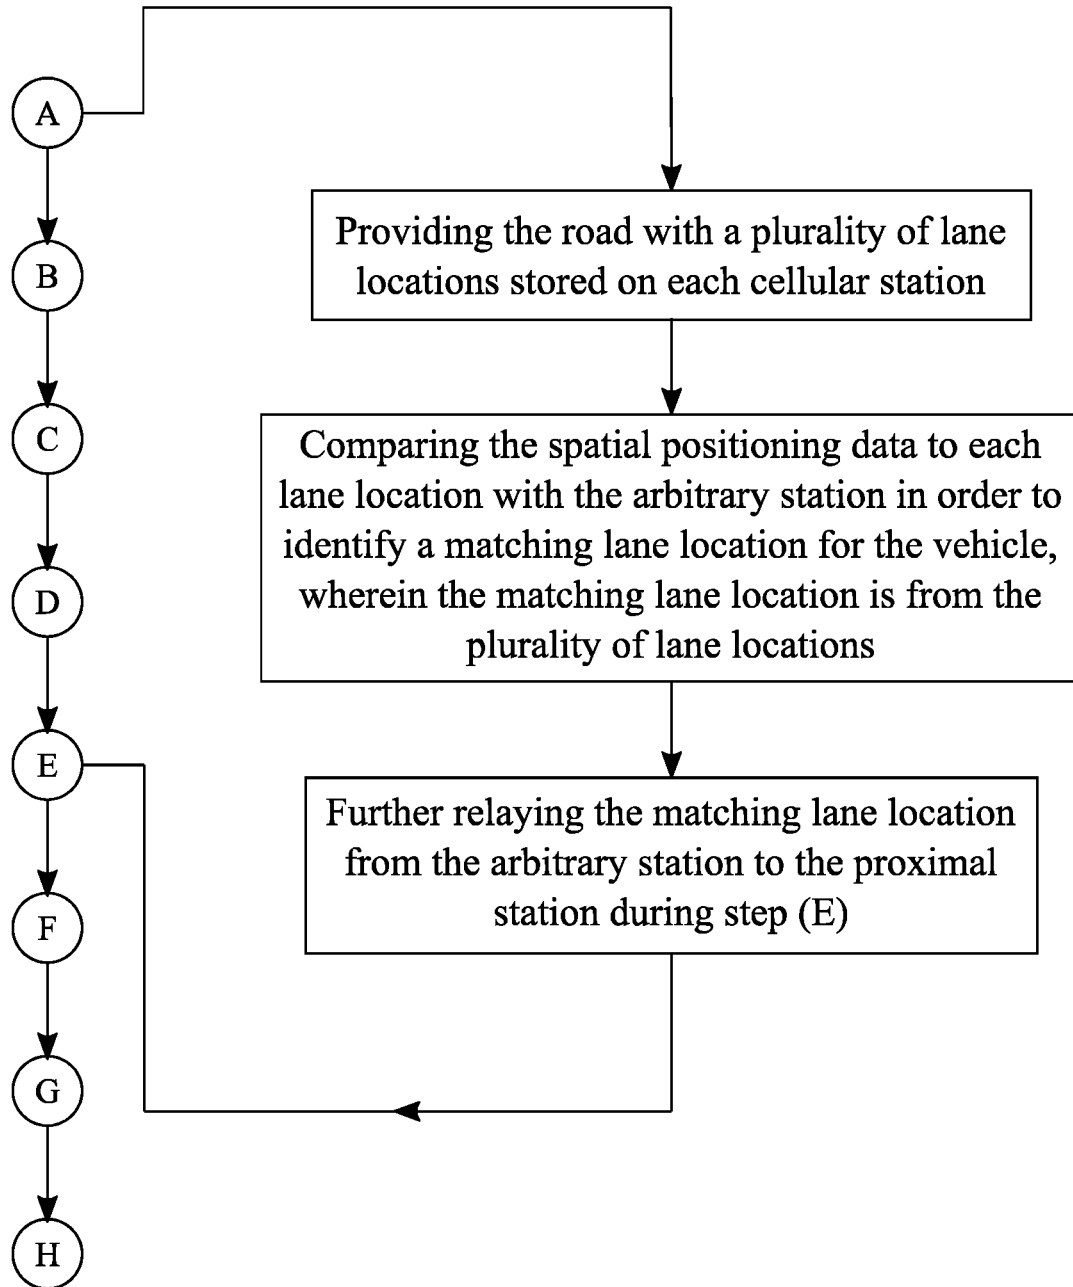 A
B
C
D
E
F
G
H
Providing the road with a plurality of lane
locations stored on each cellular station
Comparing the spatial positioning data to each
lane location with the arbitrary station in order to
identify a matching lane location for the vehicle,
wherein the matching lane location is from the
plurality of lane locations
Further relaying the matching lane location
from the arbitrary station to the proximal
station during step (E)